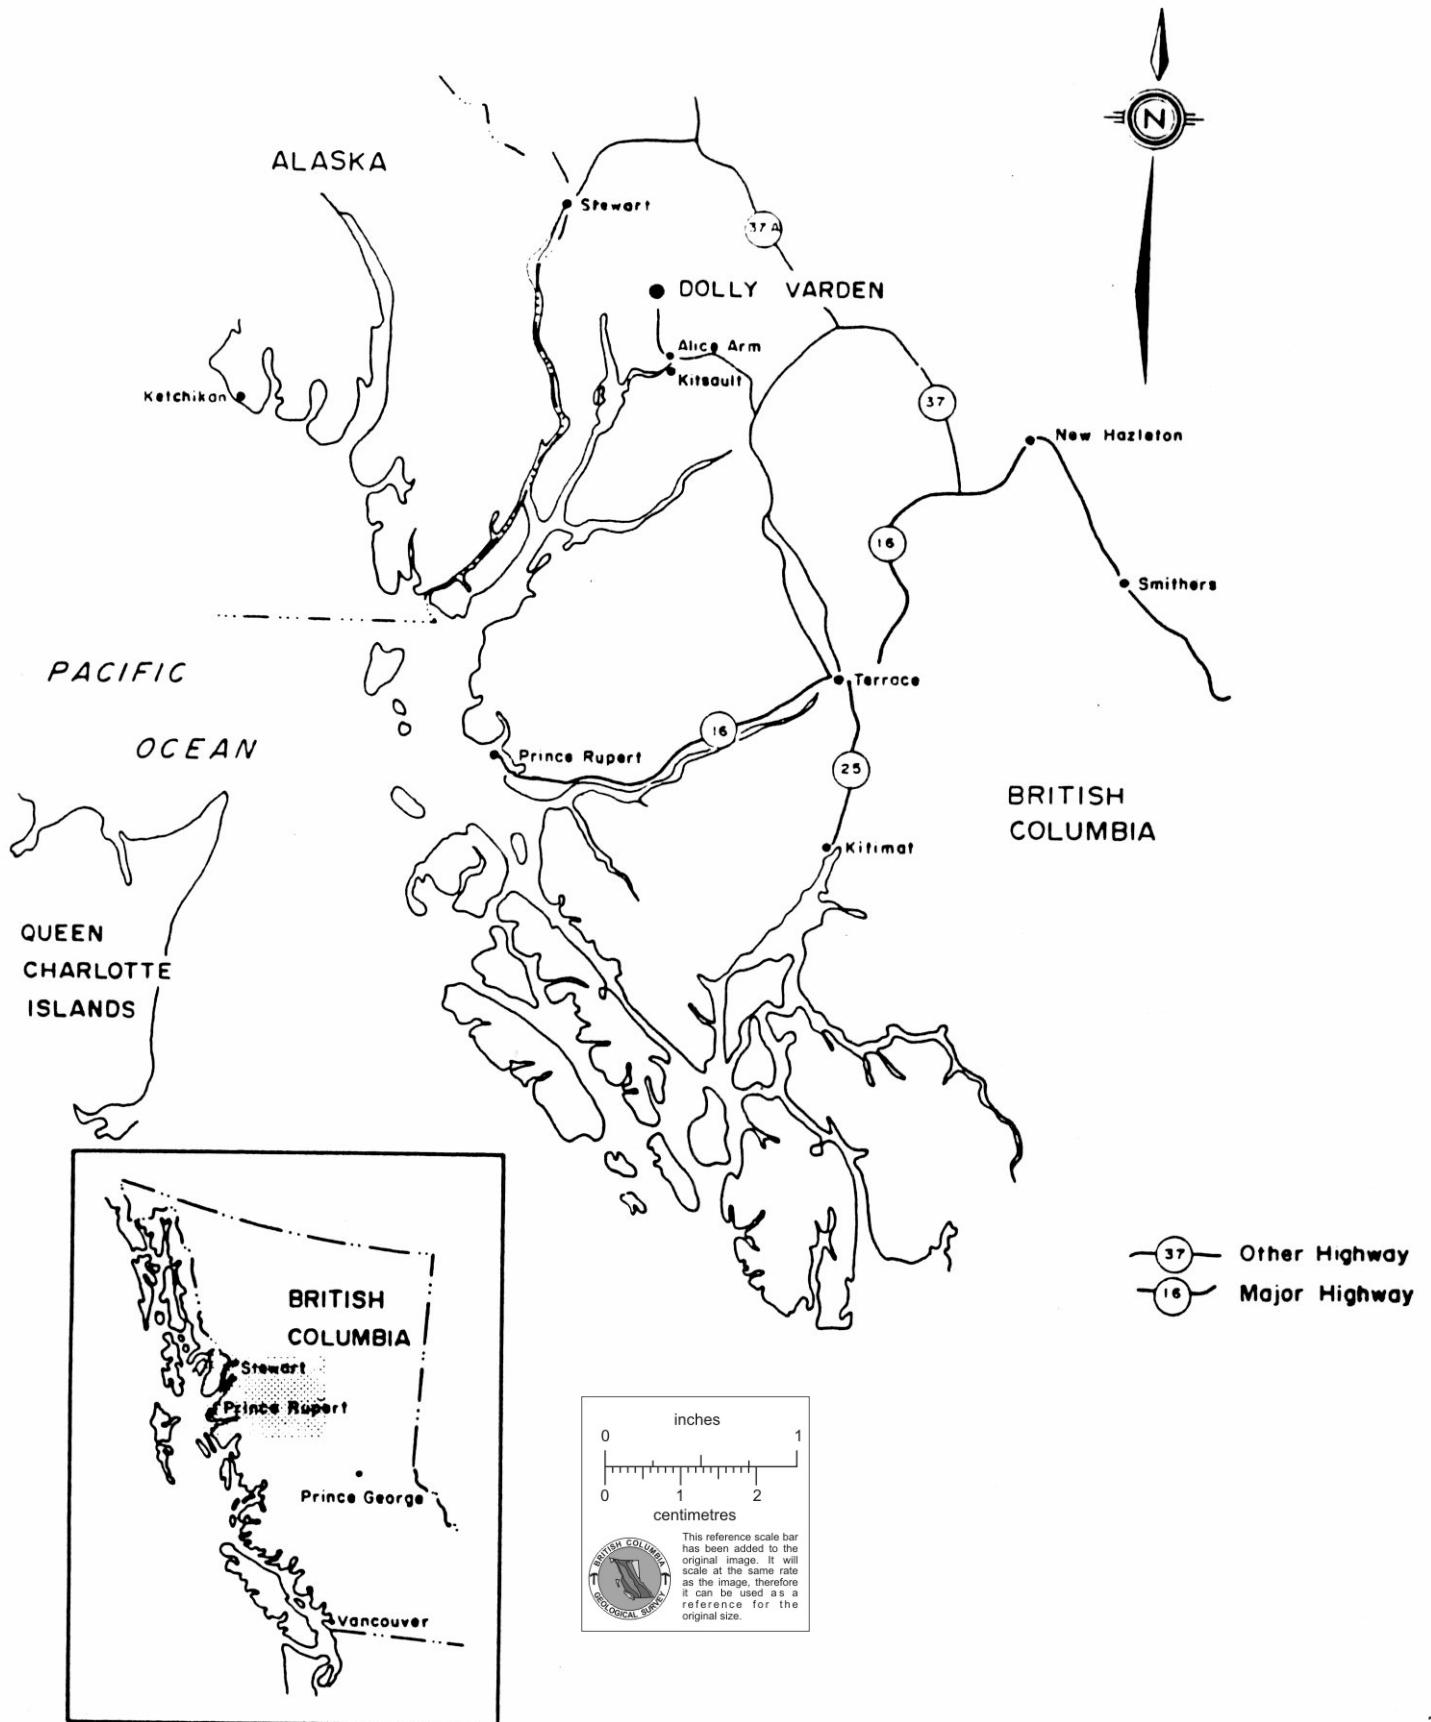 N
ALASKA
Stewart
37A
DOLLY VARDEN
Alice Arm
Kitsault
Ketchikan
37
New Hazleton
16
Smithers
PACIFIC
OCEAN
Terrace
16
Prince Rupert
25
BRITISH
COLUMBIA
Kitimat
QUEEN
CHARLOTTE
ISLANDS
BRITISH
COLUMBIA
Stewart
Prince Rupert
Prince George
Vancouver
37 Other Highway
16 Major Highway
inches
0 1
0 1 2
centimetres
This reference scale bar
has been added to the
original image. It will
scale at the same rate
as the image, therefore
it can be used as a
reference for the
original size.
BRITISH COLUMBIA
GEOLOGICAL SURVEY